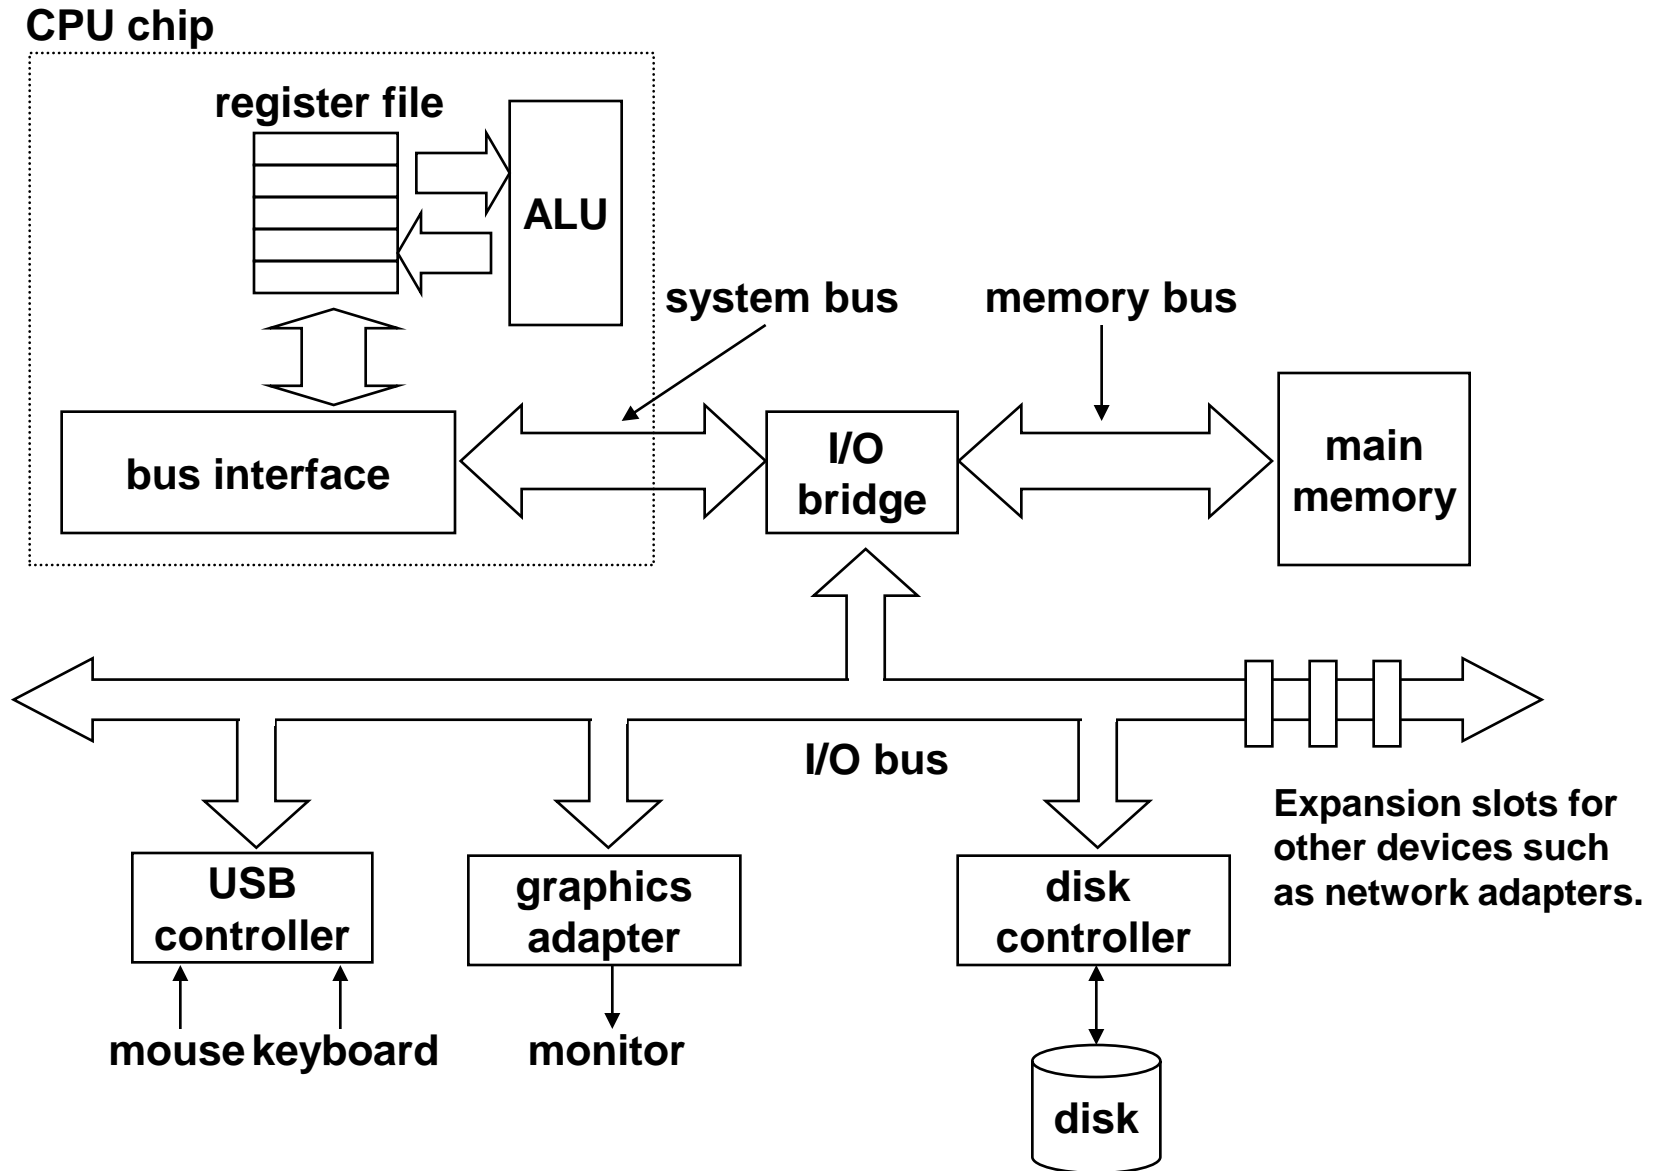 CPU chip
register file
ALU
system bus
memory bus
bus interface
I/O
bridge
main
memory
I/O bus
Expansion slots for
other devices such
as network adapters.
USB
controller
graphics
adapter
disk
controller
mouse keyboard
monitor
disk